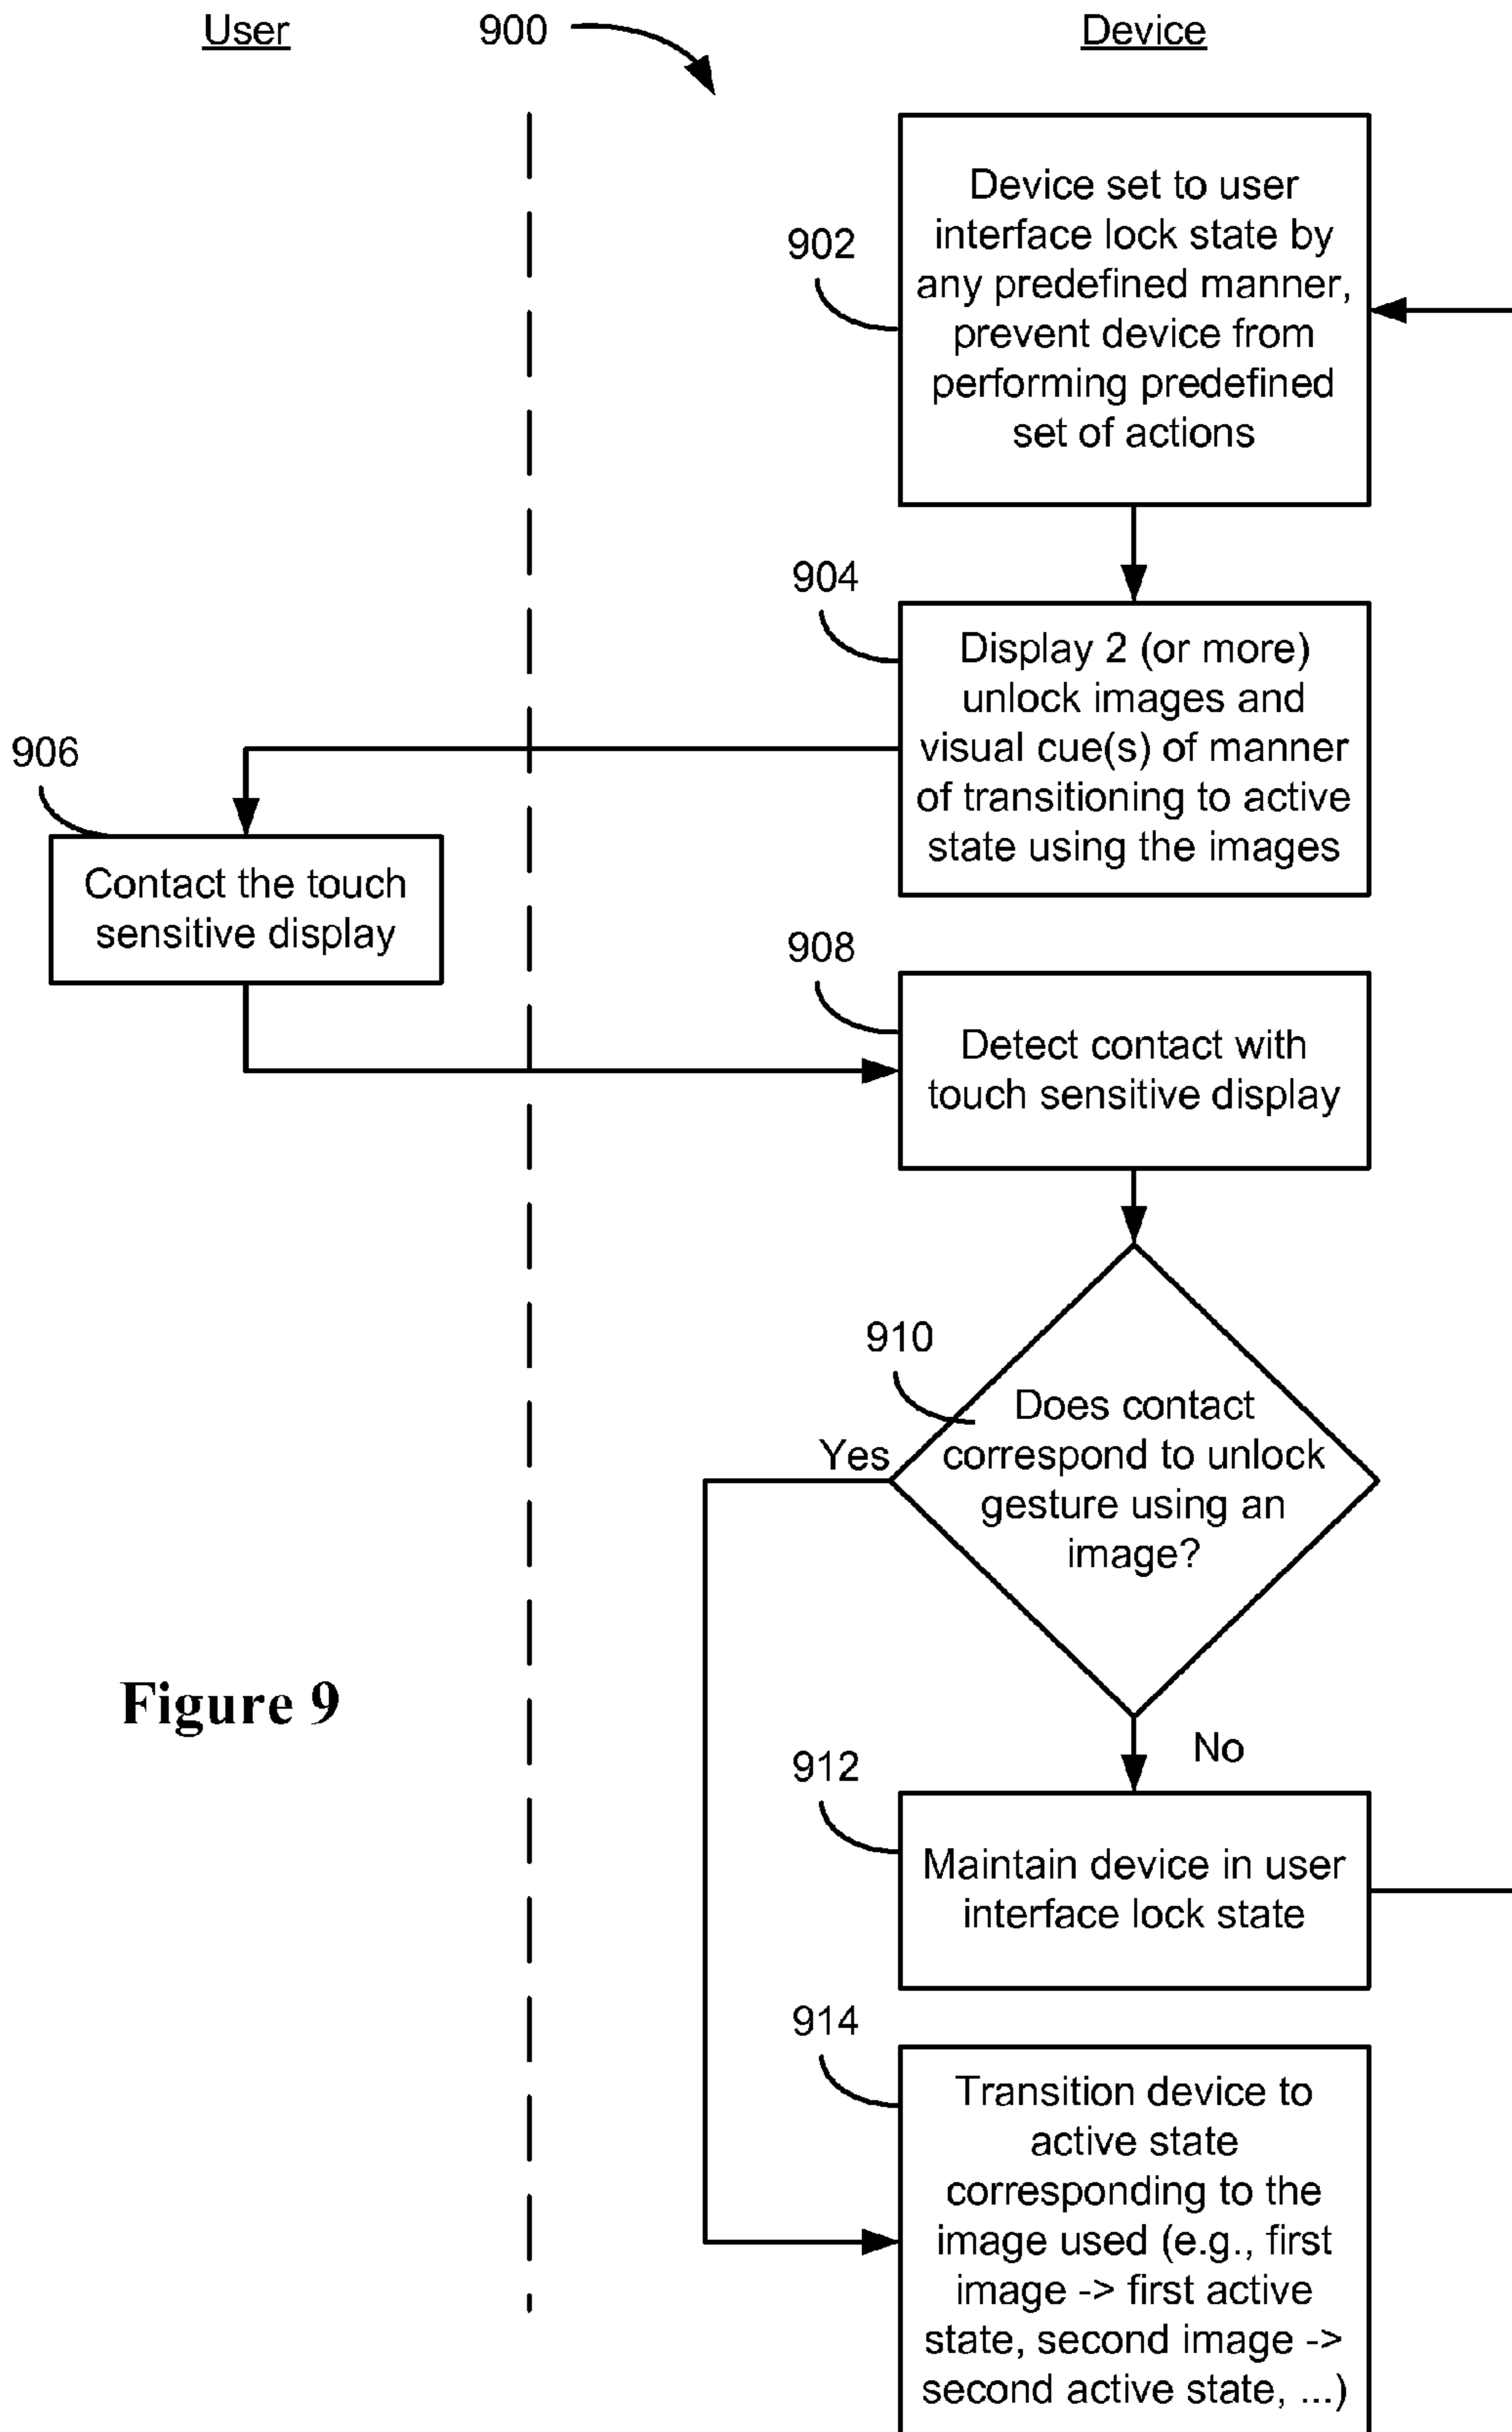 User
900
Device
902
Device set to user
interface lock state by
any predefined manner,
prevent device from
performing predefined
set of actions
904
Display 2 (or more)
unlock images and
visual cue(s) of manner
of transitioning to active
state using the images
906
Contact the touch
sensitive display
908
Detect contact with
touch sensitive display
910
Does contact
correspond to unlock
gesture using an
image?
Yes
No
Figure 9
912
Maintain device in user
interface lock state
914
Transition device to
active state
corresponding to the
image used (e.g., first
image -> first active
state, second image ->
second active state, ...)